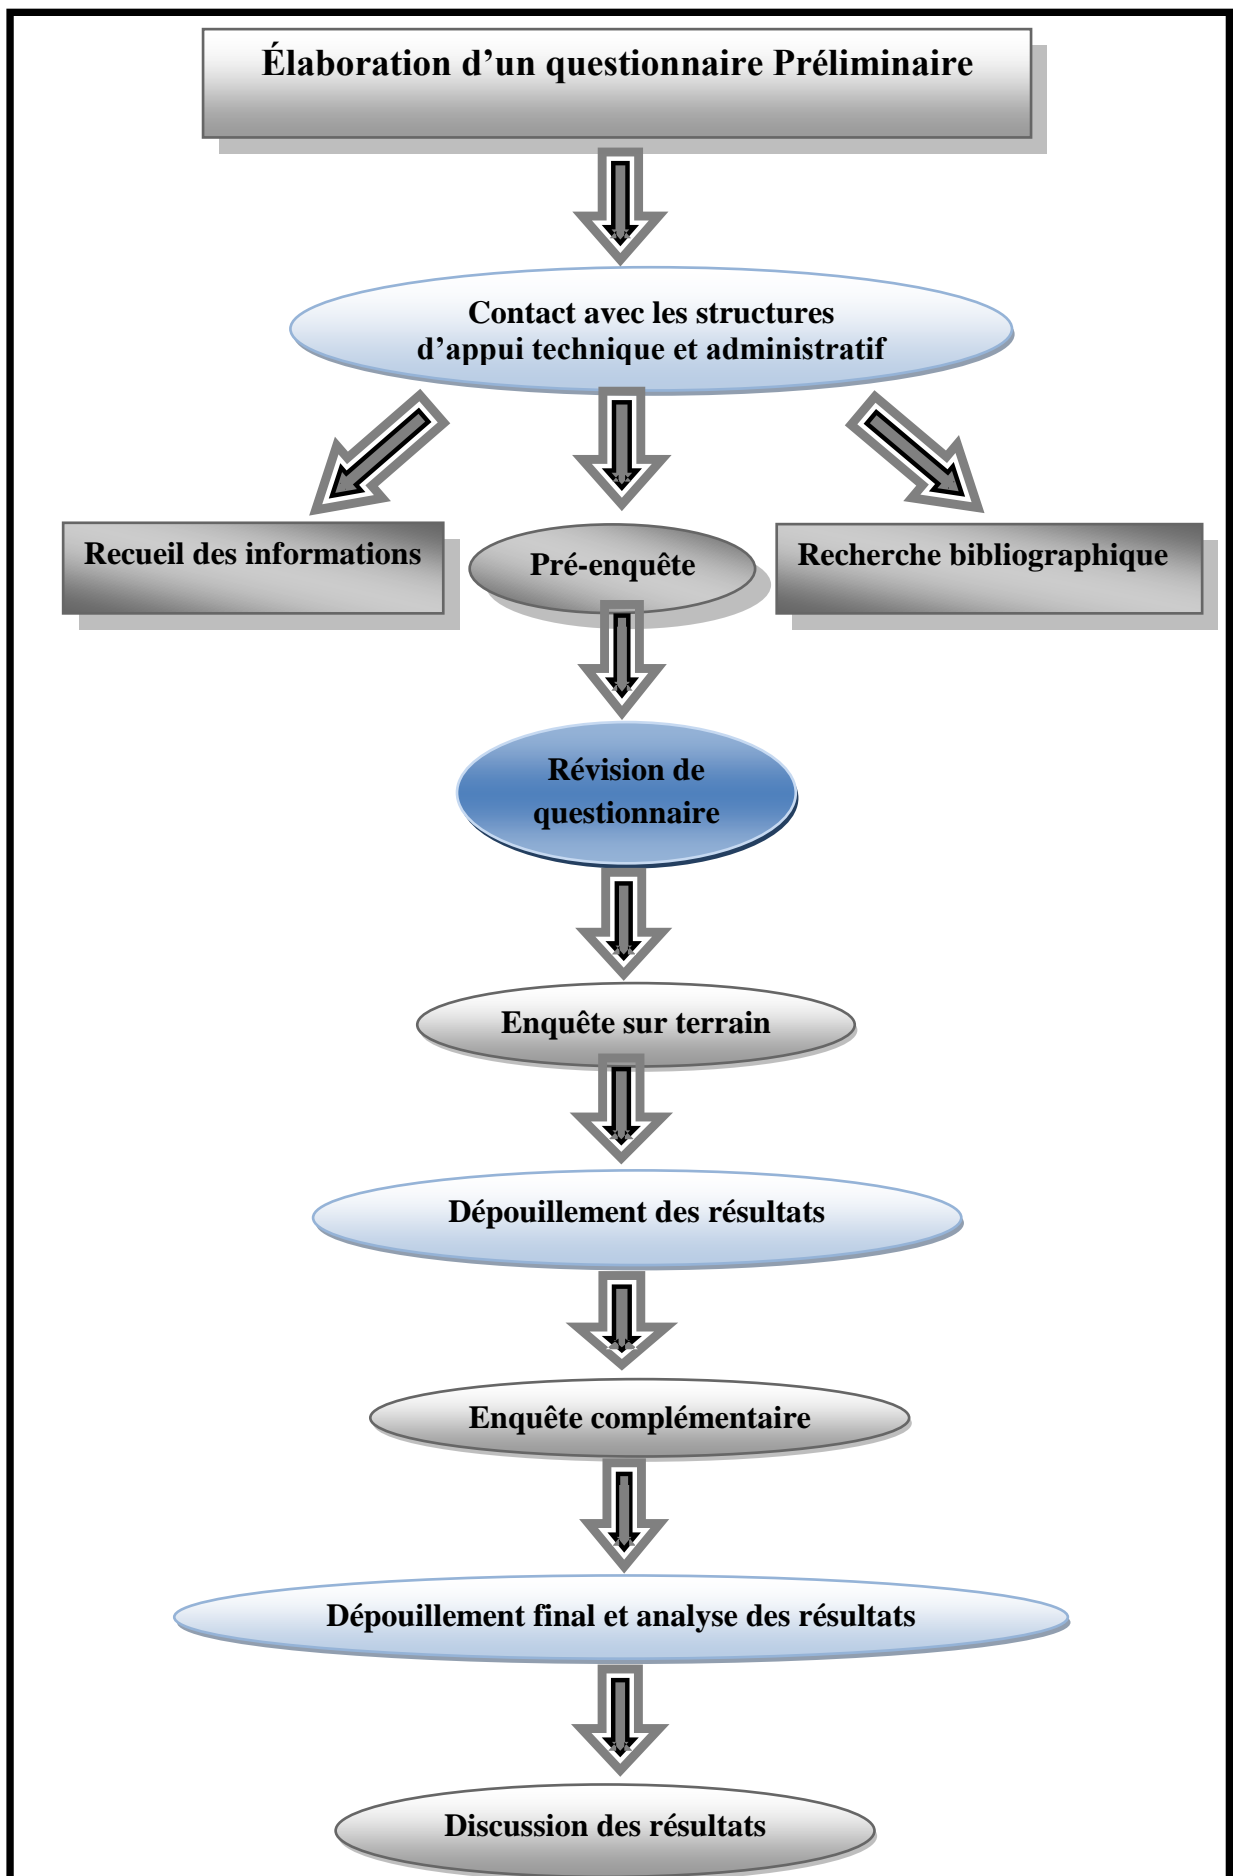 Élaboration d’un questionnaire Préliminaire
Contact avec les structures
d’appui technique et administratif
Recueil des informations
Pré-enquête
Recherche bibliographique
Révision de
questionnaire
Enquête sur terrain
Dépouillement des résultats
Enquête complémentaire
Dépouillement final et analyse des résultats
Discussion des résultats